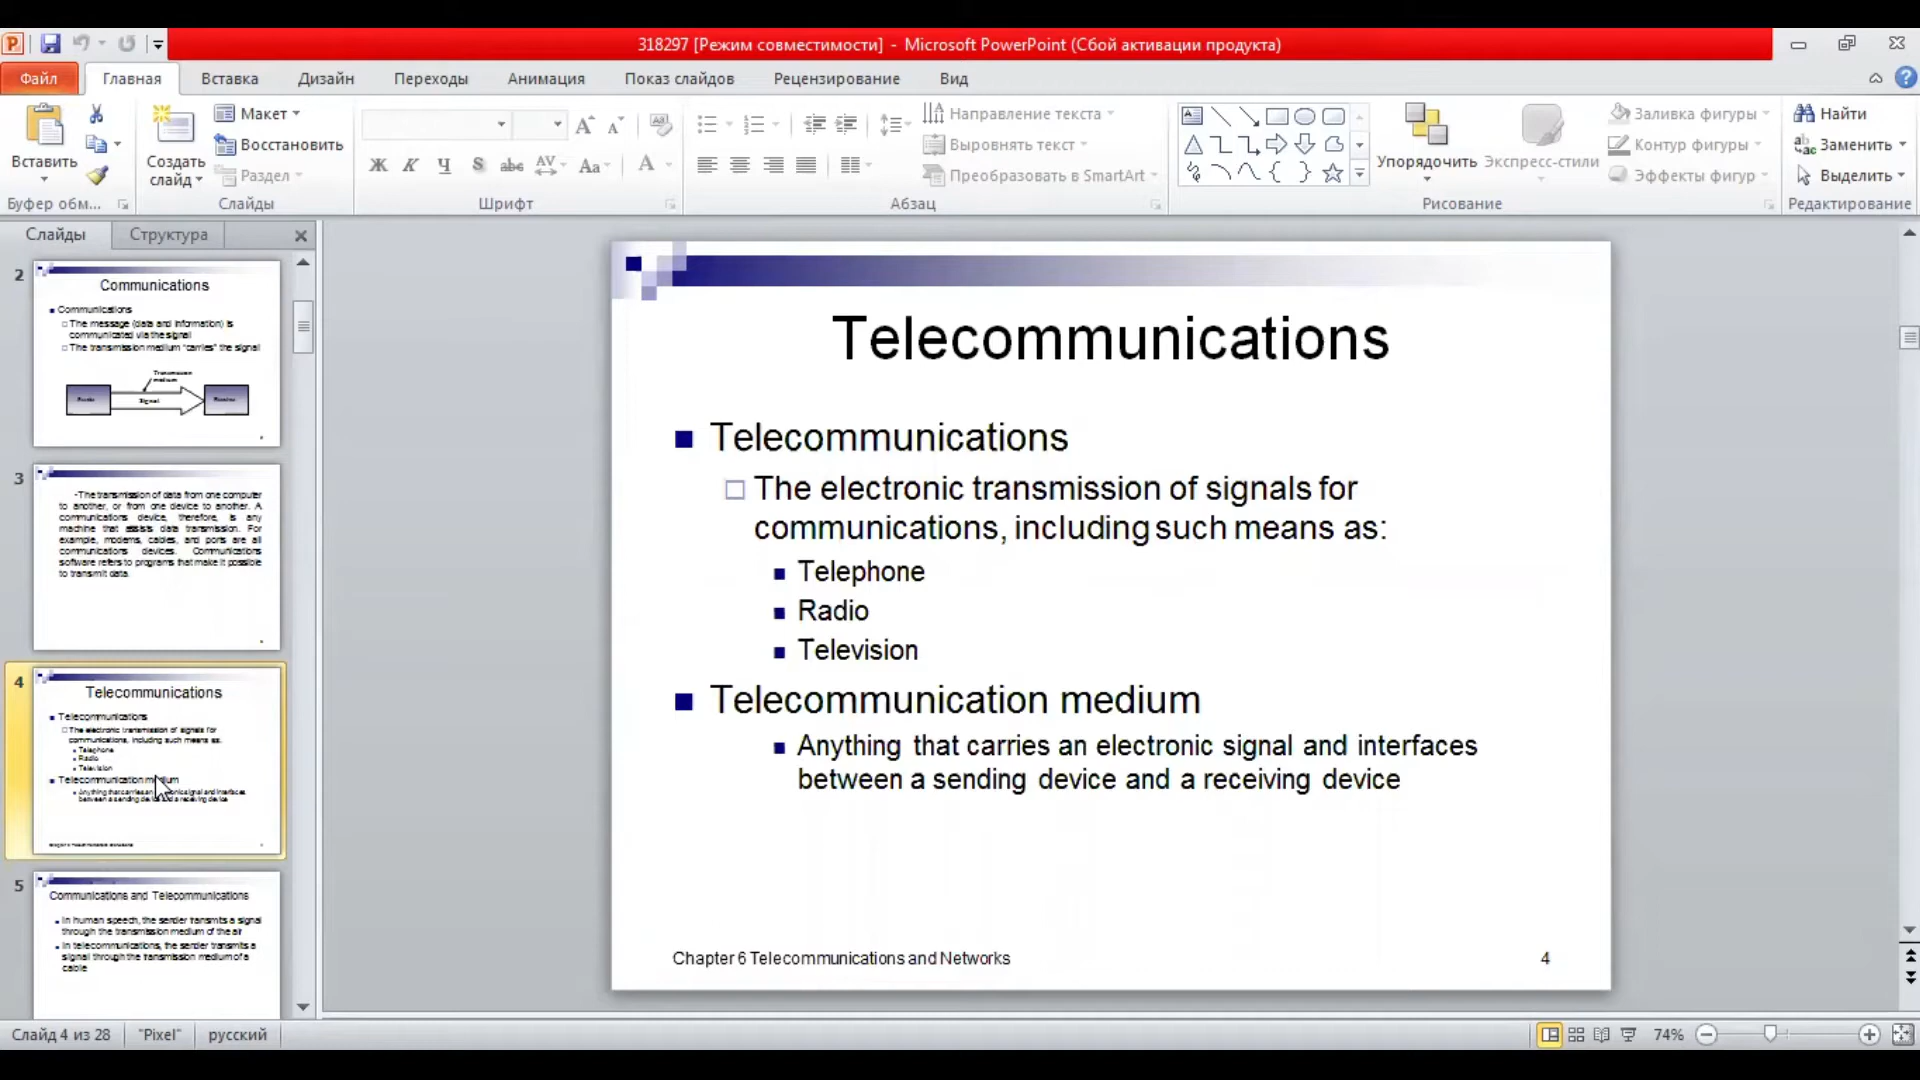 318297 [Режим совместимости] - Microsoft PowerPoint (Сбой активации продукта)
Файл Главная Вставка Дизайн Переходы Анимация Показ слайдов Рецензирование Вид
Вставить
Буфер обм...
Создать
слайд
Макет
Восстановить
Раздел
Слайды
Ж К Ч S abc AV Aa A
Шрифт
Направление текста
Выровнять текст
Преобразовать в SmartArt
Абзац
Упорядочить
Экспресс-стили
Заливка фигуры
Контур фигуры
Эффекты фигур
Рисование
Найти
Заменить
Выделить
Редактирование
Слайды Структура
2
Communications
Communications
The message (data and information) is
communicated via the signal
The transmission medium "carries" the signal
Transmission
medium
Signal
3
-The transmission of data from one computer
to another, or from one device to another. A
communications device, therefore, is any
machine that assists data transmission. For
example, modems, cables, and ports are all
communications devices. Communications
software refers to programs that make it possible
to transmit data.
4
Telecommunications
Telecommunications
The electronic transmission of signals for
communications, including such means as:
Telephone
Radio
Television
Telecommunication medium
Anything that carries an electronic signal and interfaces
between a sending device and a receiving device
5
Communications and Telecommunications
In human speech, the sender transmits a signal
through the transmission medium of the air
In telecommunications, the sender transmits a
signal through the transmission medium of a
cable
Telecommunications
Telecommunications
The electronic transmission of signals for
communications, including such means as:
Telephone
Radio
Television
Telecommunication medium
Anything that carries an electronic signal and interfaces
between a sending device and a receiving device
Chapter 6 Telecommunications and Networks
4
Слайд 4 из 28 "Pixel" русский
74%